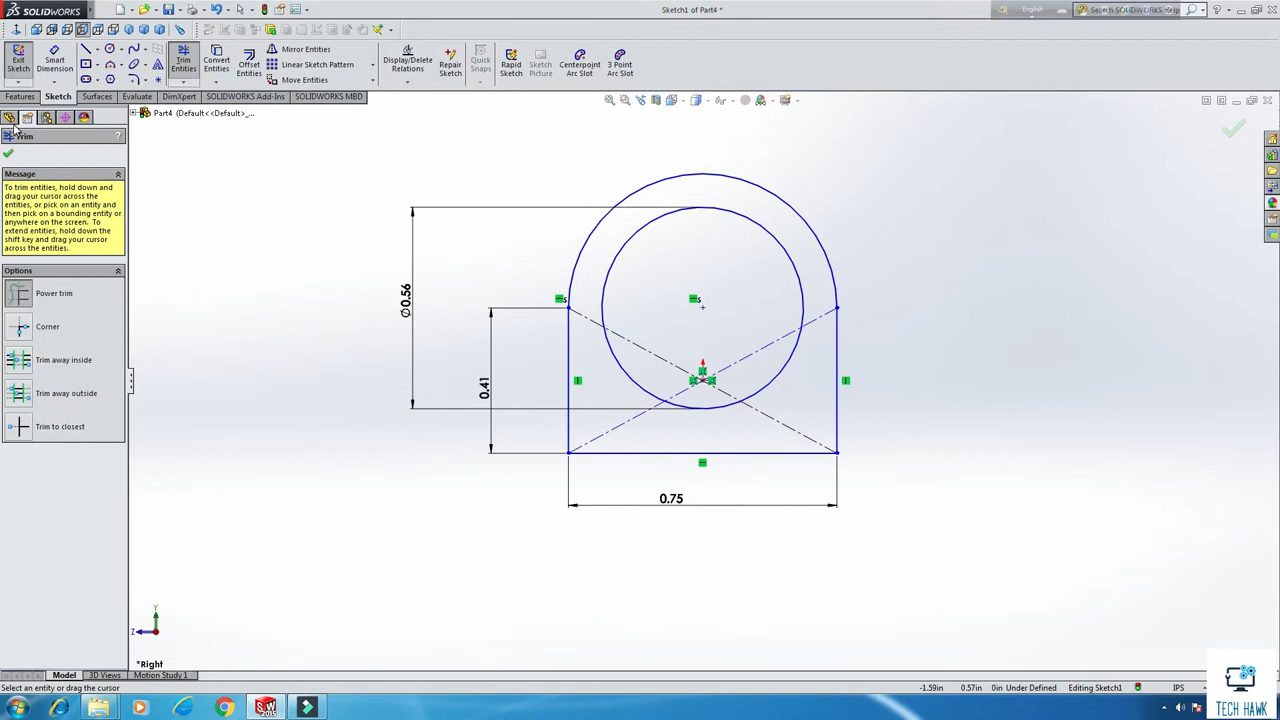 SOLIDWORKS
Sketch1 of Part4 *
English
Search SOLIDWORKS Help
Exit Sketch
Smart Dimension
Trim Entities
Convert Entities
Offset Entities
Mirror Entities
Linear Sketch Pattern
Move Entities
Display/Delete Relations
Repair Sketch
Quick Snaps
Rapid Sketch
Sketch Picture
Centerpoint Arc Slot
3 Point Arc Slot
Features Sketch Surfaces Evaluate DimXpert SOLIDWORKS Add-Ins SOLIDWORKS MBD
Part4 (Default<<Default>_...
Trim ?
Message
To trim entities, hold down and
drag your cursor across the
entities, or pick on an entity and
then pick on a bounding entity or
anywhere on the screen. To
extend entities, hold down the
shift key and drag your cursor
across the entities.
Options
Power trim
Corner
Trim away inside
Trim away outside
Trim to closest
Ø0.56
0.41
0.75
Y
Z
*Right
Model 3D Views Motion Study 1
Select an entity or drag the cursor
-1.59in 0.57in 0in Under Defined Editing Sketch1 IPS
SW
2015
TECH HAWK